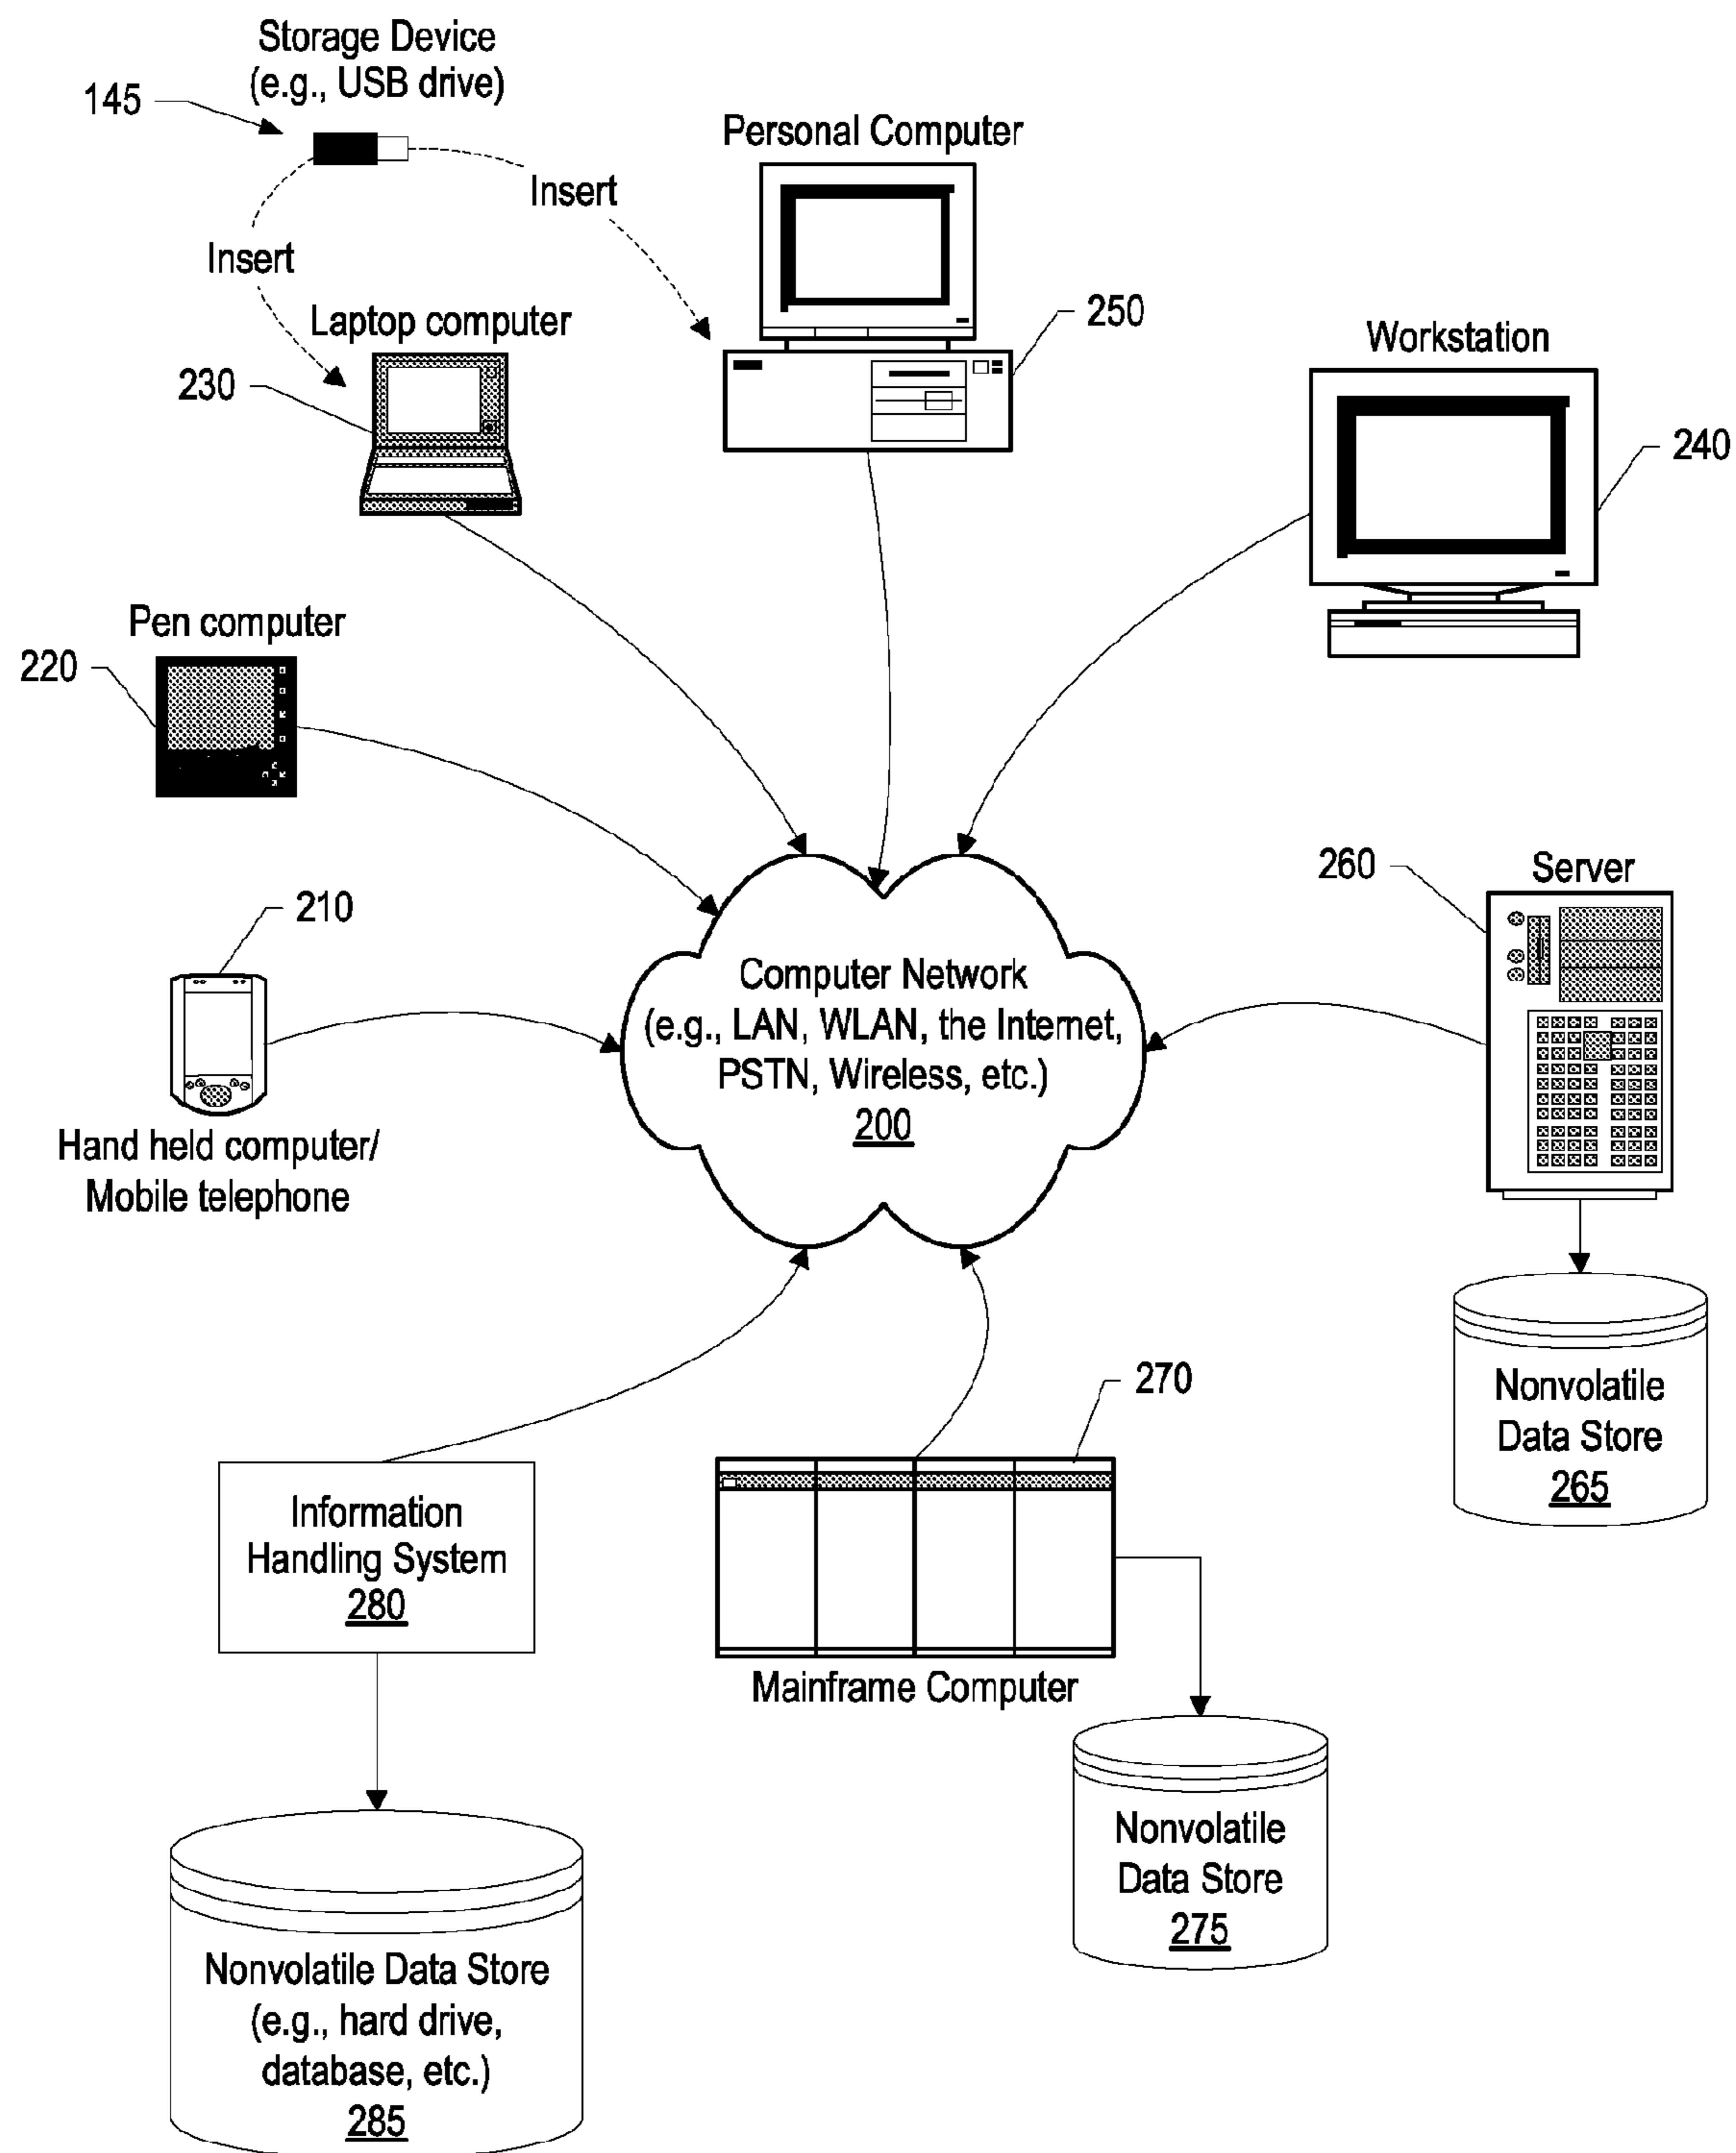 Storage Device
(e.g., USB drive)
145
Insert
Insert
Personal Computer
250
Laptop computer
230
Workstation
240
Pen computer
220
210
Hand held computer/
Mobile telephone
Computer Network
(e.g., LAN, WLAN, the Internet,
PSTN, Wireless, etc.)
200
260
Server
Nonvolatile
Data Store
265
270
Mainframe Computer
Information
Handling System
280
Nonvolatile
Data Store
275
Nonvolatile Data Store
(e.g., hard drive,
database, etc.)
285